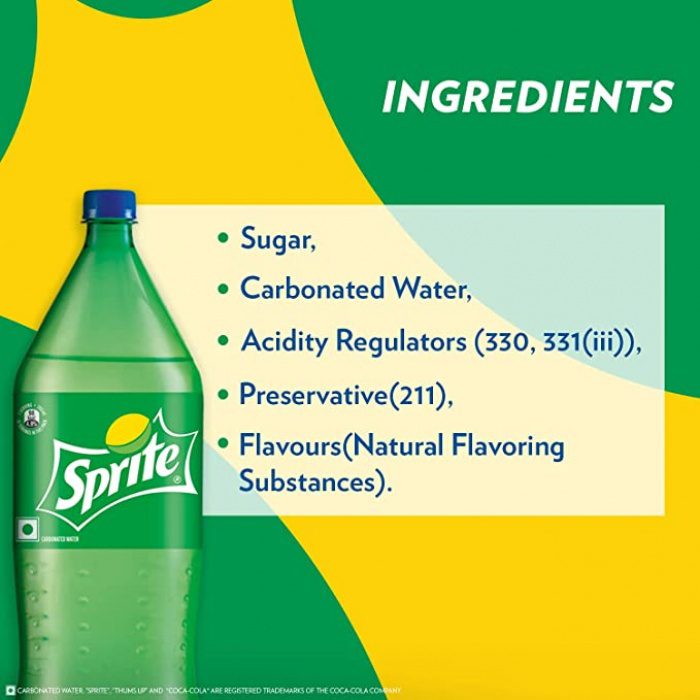 INGREDIENTS
• Sugar,
• Carbonated Water,
• Acidity Regulators (330, 331(iii)),
• Preservative(211),
• Flavours(Natural Flavoring
Substances).
Sprite
®
CARBONATED WATER
CARBONATED WATER. "SPRITE", "THUMS UP" AND "COCA-COLA" ARE REGISTERED TRADEMARKS OF THE COCA-COLA COMPANY